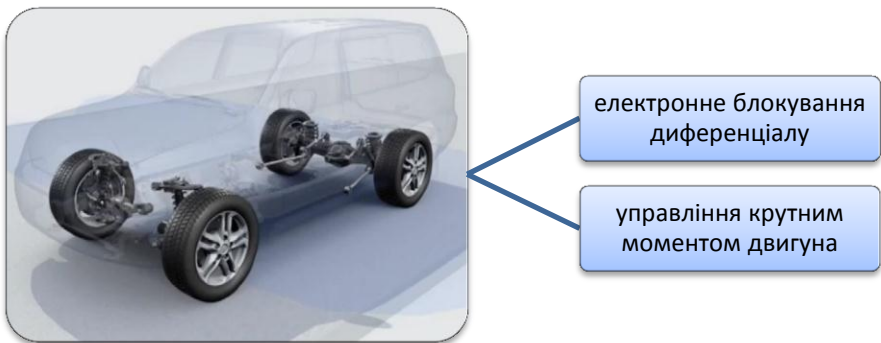 електронне блокування
диференціалу
управління крутним
моментом двигуна